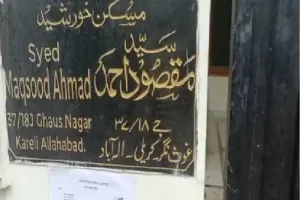 مسکن خورشید
سید
مقصود احمد
Syed
Maqsood Ahmad
37/18J Ghaus Nagar
Kareli Allahabad.
جے ۳۷/۱۸
غوث نگر کریلی - الہ آباد